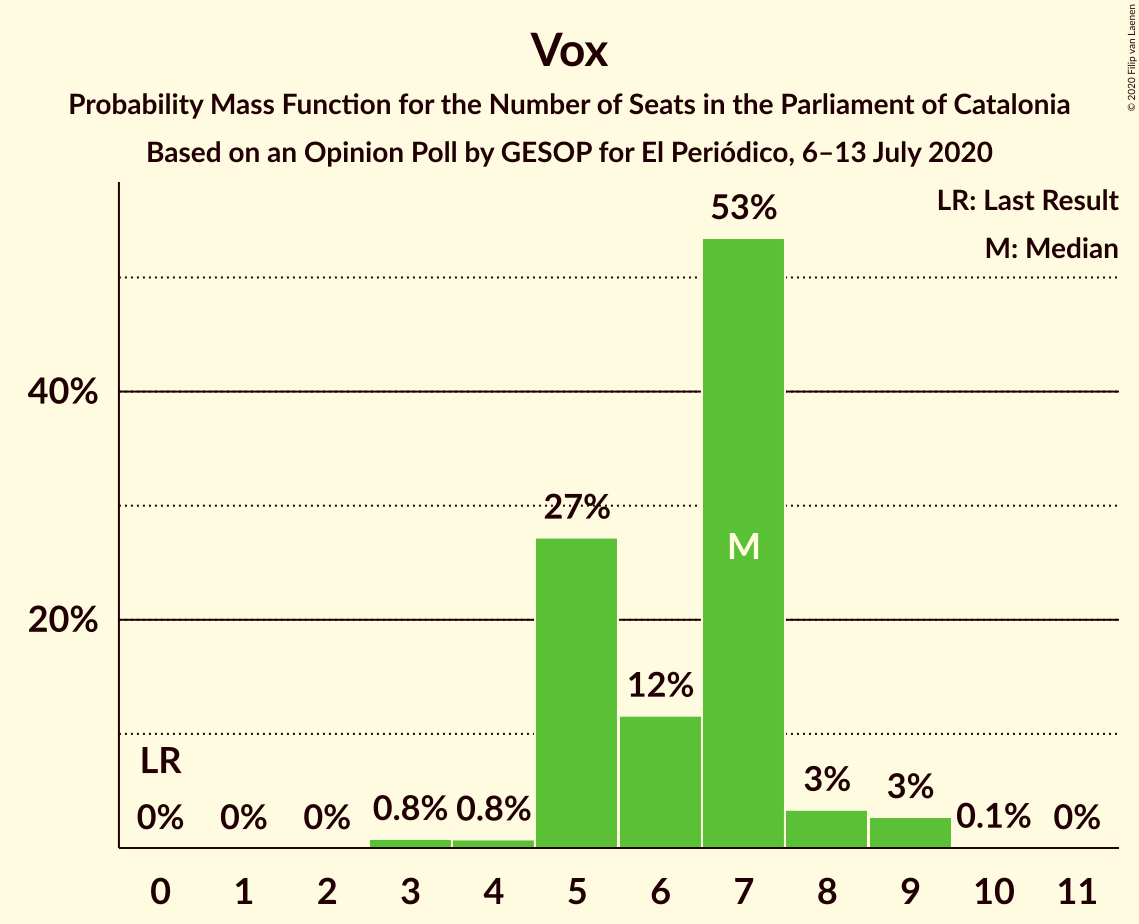 Vox
Probability Mass Function for the Number of Seats in the Parliament of Catalonia
Based on an Opinion Poll by GESOP for El Periódico, 6–13 July 2020
© 2020 Filip van Laenen
LR: Last Result
M: Median
53%
40%
27%
M
20%
12%
LR
0% 0% 0% 0.8% 0.8% 3% 3% 0.1% 0%
0 1 2 3 4 5 6 7 8 9 10 11